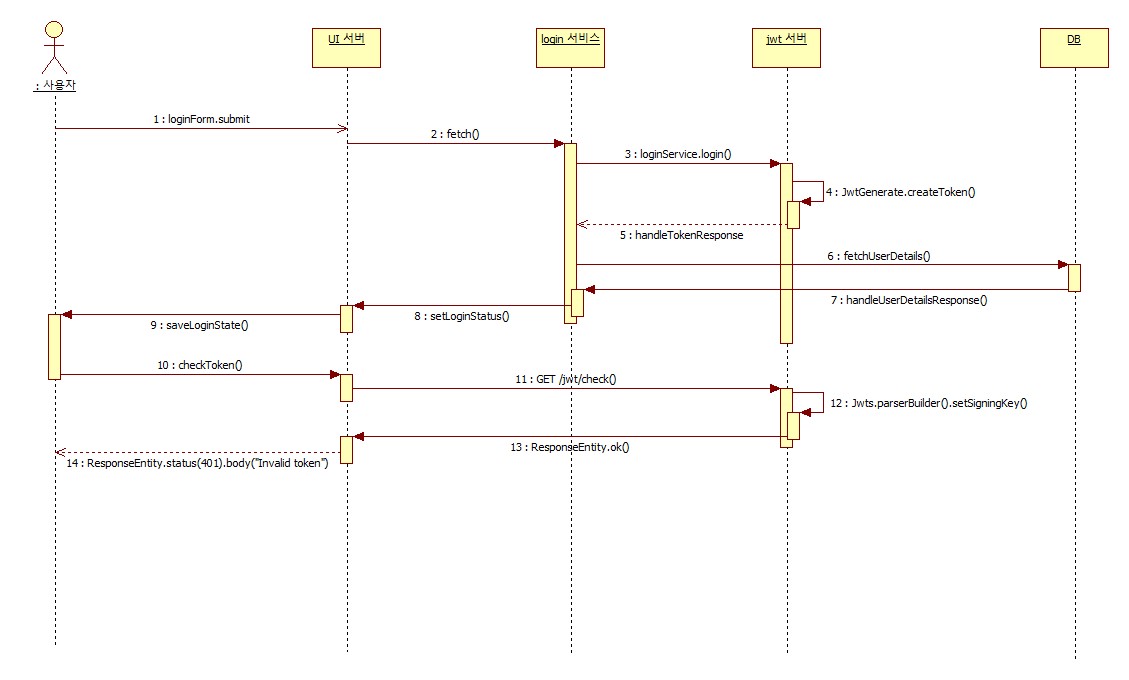 UI 서버
login 서비스
jwt 서버
DB
: 사용자
1 : loginForm.submit
2 : fetch()
3 : loginService.login()
4 : JwtGenerate.createToken()
5 : handleTokenResponse
6 : fetchUserDetails()
7 : handleUserDetailsResponse()
8 : setLoginStatus()
9 : saveLoginState()
10 : checkToken()
11 : GET /jwt/check()
12 : Jwts.parserBuilder().setSigningKey()
13 : ResponseEntity.ok()
14 : ResponseEntity.status(401).body("Invalid token")